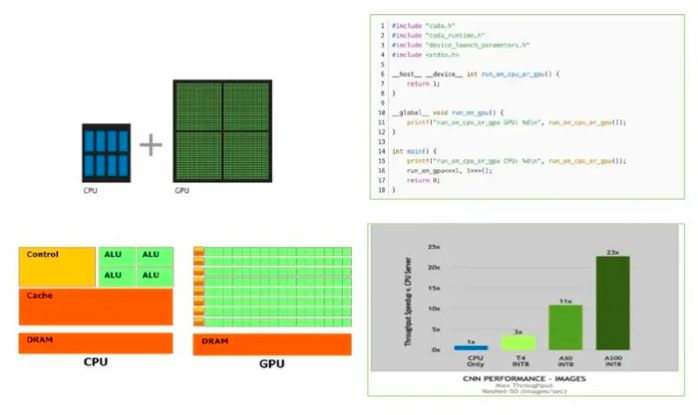 CPU
GPU
1 #include "cuda.h"
2 #include "cuda_runtime.h"
3 #include "device_launch_parameters.h"
4 #include <stdio.h>
5
6 __host__ __device__ int run_on_cpu_or_gpu() {
7 return 1;
8 }
9
10 __global__ void run_on_gpu() {
11 printf("run_on_cpu_or_gpu GPU: %d\n", run_on_cpu_or_gpu());
12 }
13
14 int main() {
15 printf("run_on_cpu_or_gpu CPU: %d\n", run_on_cpu_or_gpu());
16 run_on_gpu<<<1, 1>>>();
17 return 0;
18 }
Control
ALU ALU
ALU ALU
Cache
DRAM
CPU
DRAM
GPU
Throughput Speedup v. CPU Server
25x
20x
15x
10x
5x
0x
1x
3x
11x
23x
CPU Only
T4 INT8
A30 INT8
A100 INT8
CNN PERFORMANCE - IMAGES
Max Throughput
ResNet-50 (images/sec)